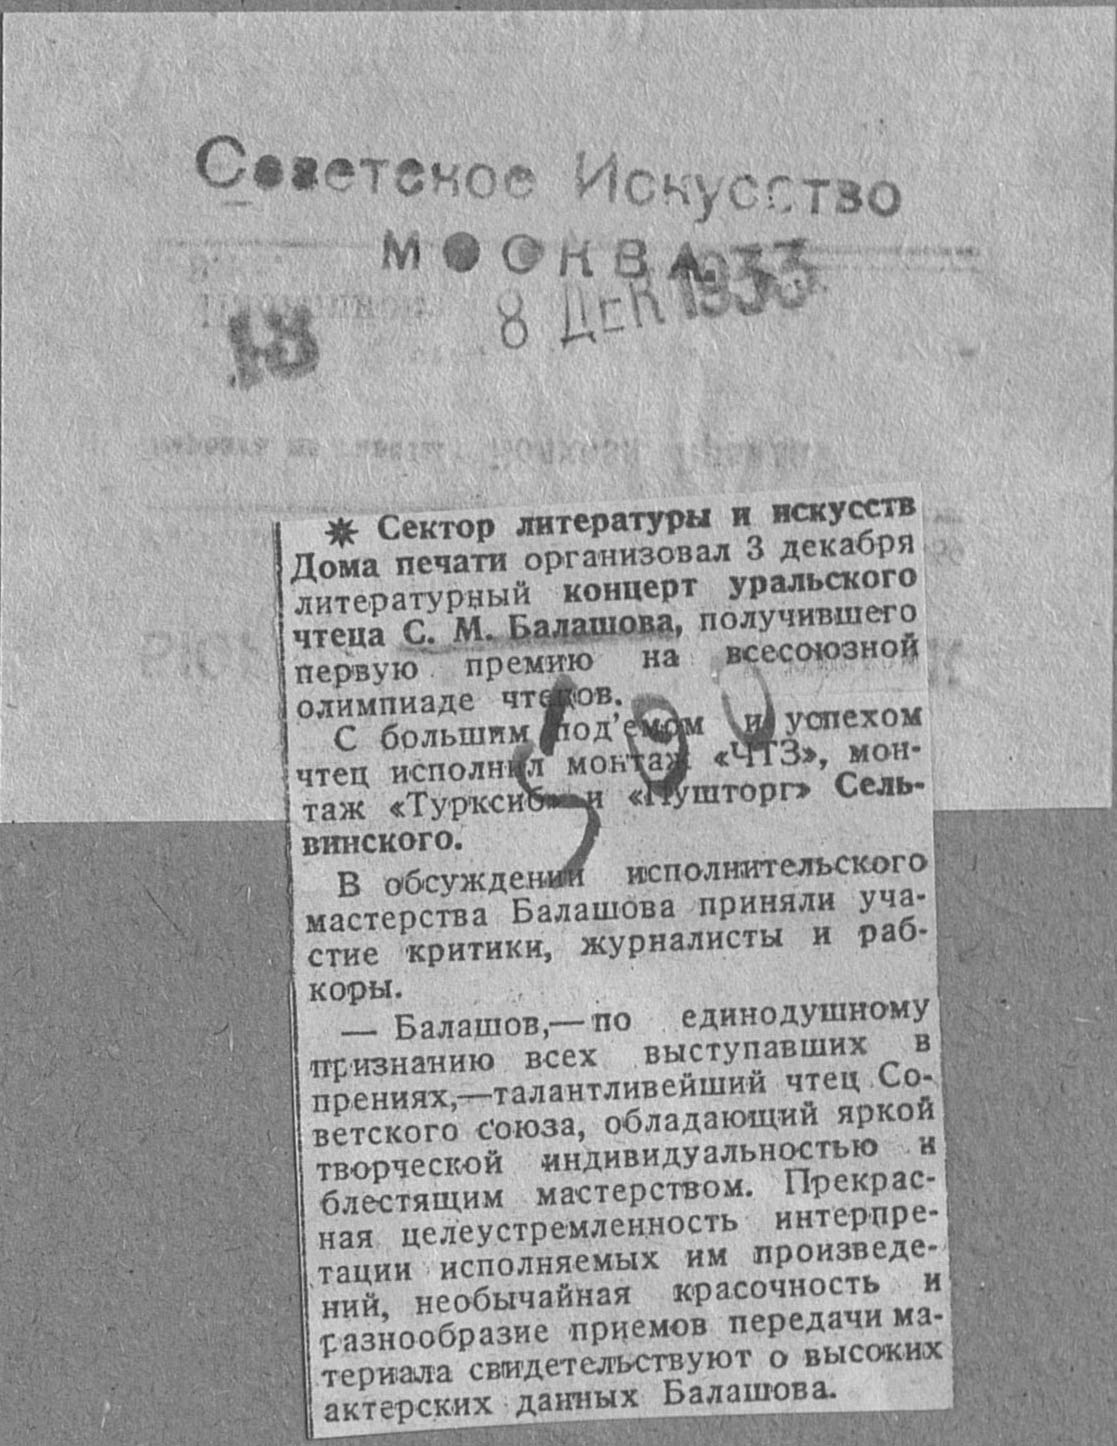 Советское Искусство
МОСКВА
8 ДЕК 1933
✷ Сектор литературы и искусств
Дома печати организовал 3 декабря
литературный концерт уральского
чтеца С. М. Балашова, получившего
первую премию на всесоюзной
олимпиаде чтецов.
500
С большим под'емом и успехом
чтец исполнил монтаж «ЧТЗ», мон-
таж «Турксиб» и «Пушторг» Сель-
винского.
В обсуждении исполнительского
мастерства Балашова приняли уча-
стие критики, журналисты и раб-
коры.
— Балашов,—по единодушному
признанию всех выступавших в
прениях,—талантливейший чтец Со-
ветского союза, обладающий яркой
творческой индивидуальностью и
блестящим мастерством. Прекрас-
ная целеустремленность интерпре-
тации исполняемых им произведе-
ний, необычайная красочность и
разнообразие приемов передачи ма-
териала свидетельствуют о высоких
актерских данных Балашова.